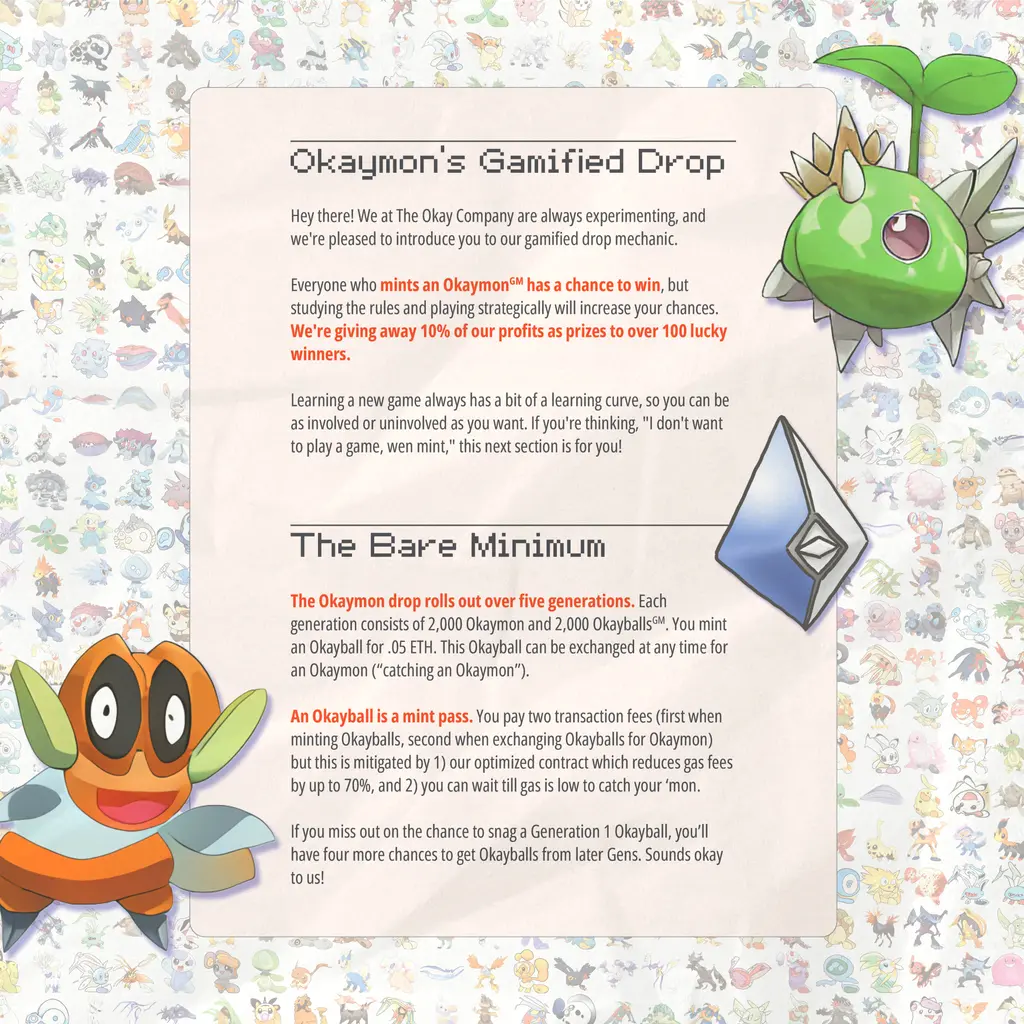 Okaymon's Gamified Drop
Hey there! We at The Okay Company are always experimenting, and
we're pleased to introduce you to our gamified drop mechanic.
Everyone who mints an Okaymon℠ has a chance to win, but
studying the rules and playing strategically will increase your chances.
We're giving away 10% of our profits as prizes to over 100 lucky
winners.
Learning a new game always has a bit of a learning curve, so you can be
as involved or uninvolved as you want. If you're thinking, "I don't want
to play a game, wen mint," this next section is for you!
The Bare Minimum
The Okaymon drop rolls out over five generations. Each
generation consists of 2,000 Okaymon and 2,000 Okayballsᴳᴹ. You mint
an Okayball for .05 ETH. This Okayball can be exchanged at any time for
an Okaymon (“catching an Okaymon”).
An Okayball is a mint pass. You pay two transaction fees (first when
minting Okayballs, second when exchanging Okayballs for Okaymon)
but this is mitigated by 1) our optimized contract which reduces gas fees
by up to 70%, and 2) you can wait till gas is low to catch your ‘mon.
If you miss out on the chance to snag a Generation 1 Okayball, you’ll
have four more chances to get Okayballs from later Gens. Sounds okay
to us!